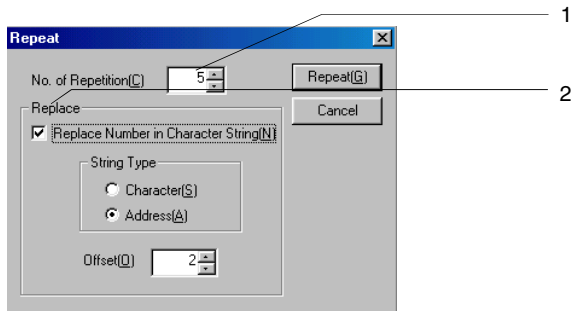 1
Repeat
No. of Repetition(C) 5 Repeat(G)
2
Replace Cancel
Replace Number in Character String(N)
String Type
Character(S)
Address(A)
Offset(O) 2